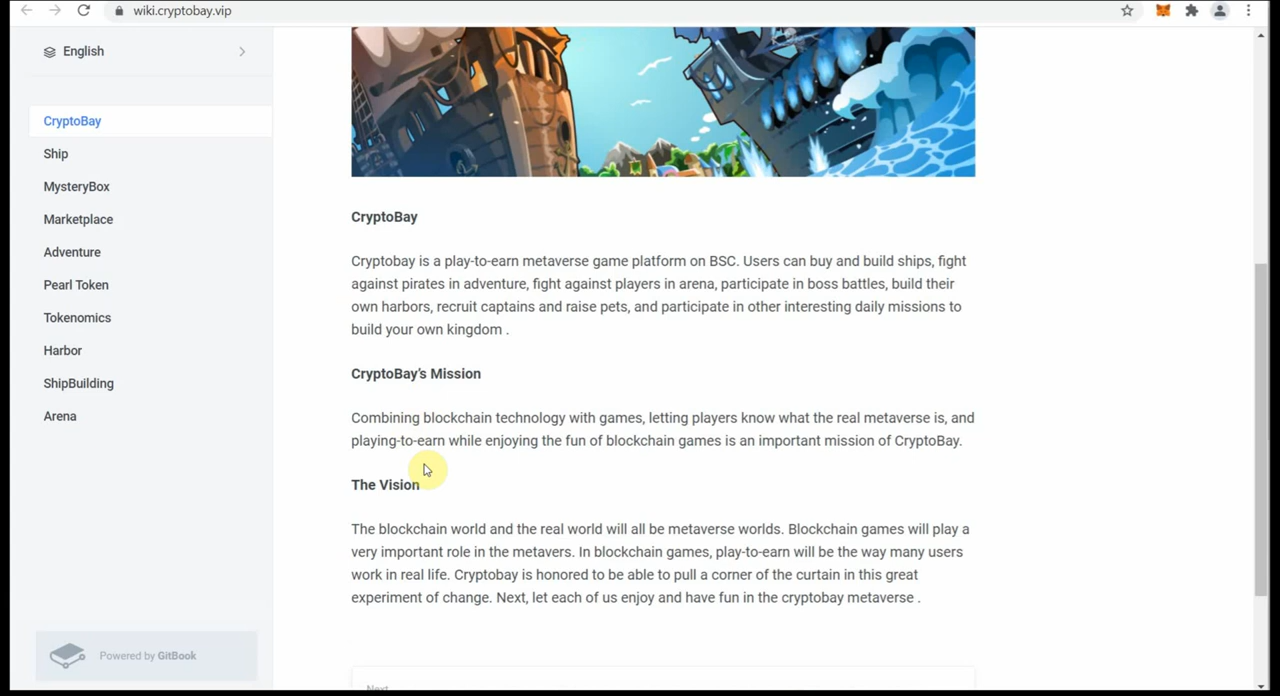 wiki.cryptobay.vip
English
CryptoBay
Ship
MysteryBox
Marketplace
Adventure
Pearl Token
Tokenomics
Harbor
ShipBuilding
Arena
Powered by GitBook
CryptoBay
Cryptobay is a play-to-earn metaverse game platform on BSC. Users can buy and build ships, fight
against pirates in adventure, fight against players in arena, participate in boss battles, build their
own harbors, recruit captains and raise pets, and participate in other interesting daily missions to
build your own kingdom .
CryptoBay's Mission
Combining blockchain technology with games, letting players know what the real metaverse is, and
playing-to-earn while enjoying the fun of blockchain games is an important mission of CryptoBay.
The Vision
The blockchain world and the real world will all be metaverse worlds. Blockchain games will play a
very important role in the metavers. In blockchain games, play-to-earn will be the way many users
work in real life. Cryptobay is honored to be able to pull a corner of the curtain in this great
experiment of change. Next, let each of us enjoy and have fun in the cryptobay metaverse .
Next